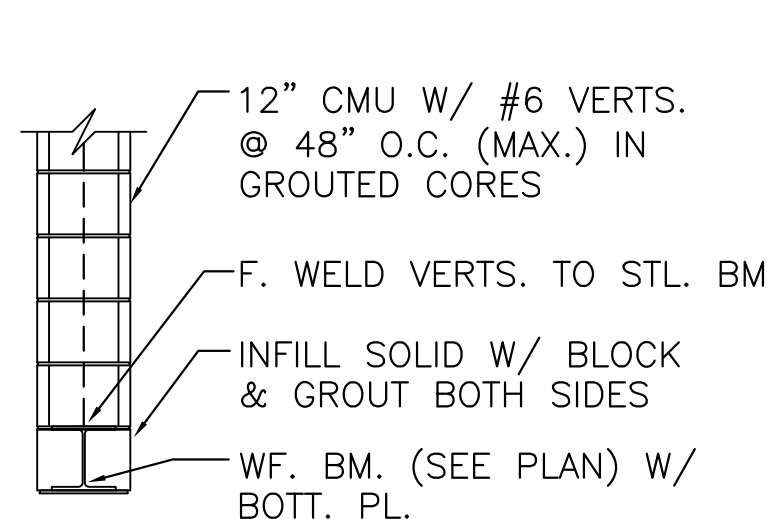 12” CMU W/ #6 VERTS.
@ 48” O.C. (MAX.) IN
GROUTED CORES
F. WELD VERTS. TO STL. BM
INFILL SOLID W/ BLOCK
& GROUT BOTH SIDES
WF. BM. (SEE PLAN) W/
BOTT. PL.